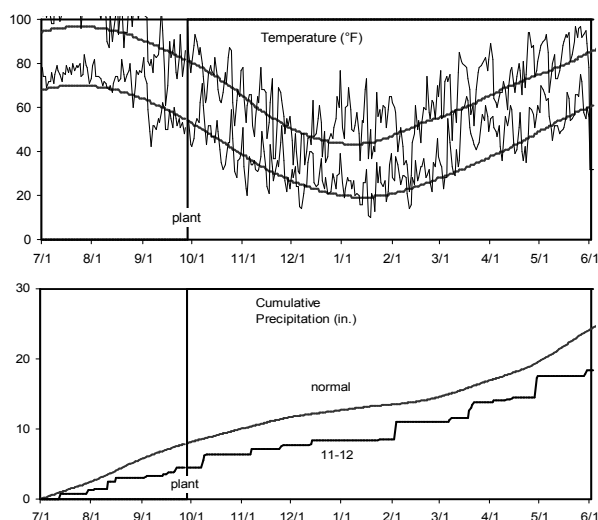 100
Temperature (°F)
80
60
40
20
plant
0
7/1 8/1 9/1 10/1 11/1 12/1 1/1 2/1 3/1 4/1 5/1 6/1
30
Cumulative
Precipitation (in.)
20
normal
10
11-12
plant
0
7/1 8/1 9/1 10/1 11/1 12/1 1/1 2/1 3/1 4/1 5/1 6/1